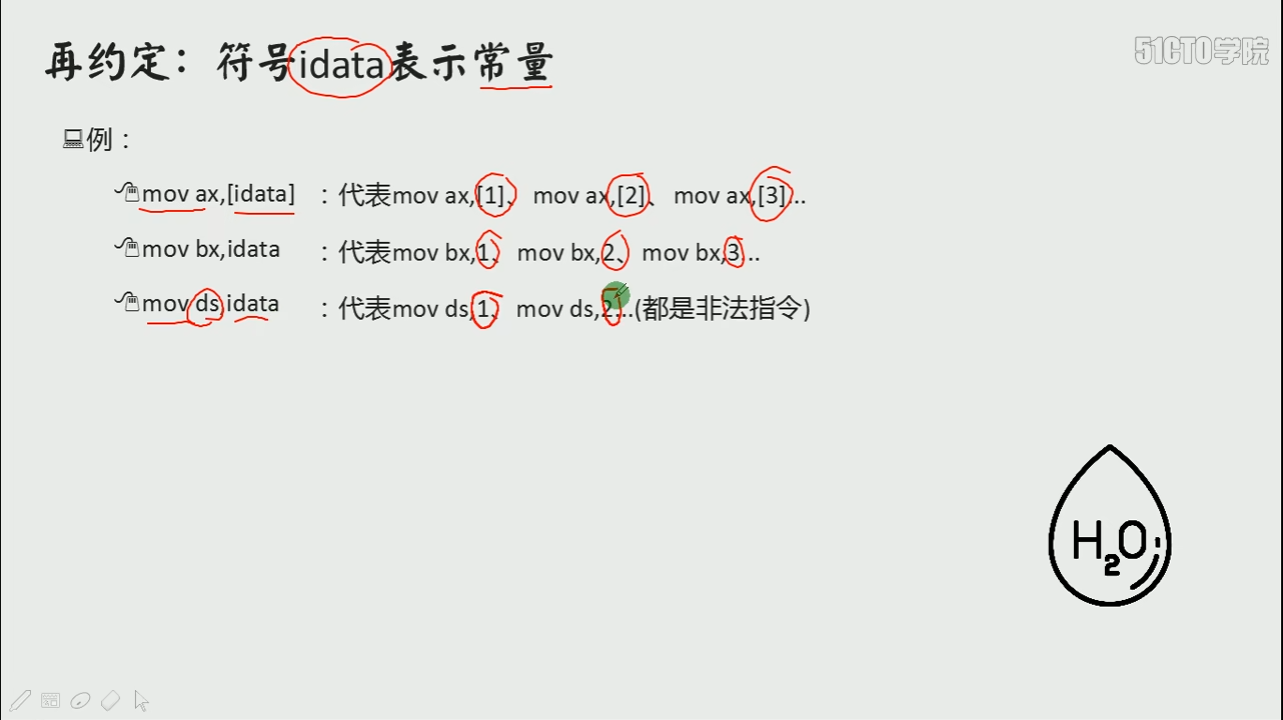 再约定：符号idata表示常量
51CTO学院
例：
mov ax,[idata] ：代表mov ax,[1]、 mov ax,[2]、 mov ax,[3]...
mov bx,idata ：代表mov bx,1、 mov bx,2、 mov bx,3...
mov ds,idata ：代表mov ds,1、 mov ds,2...(都是非法指令)
H2O